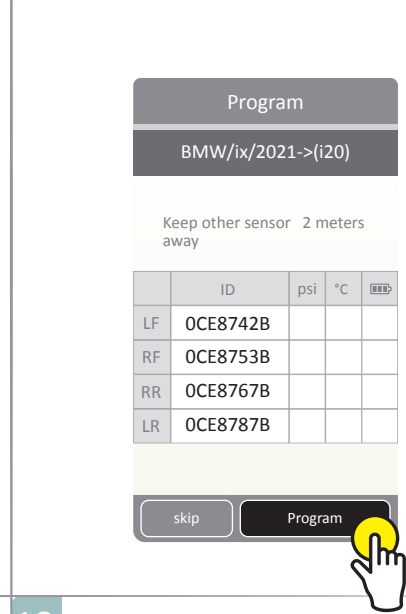 Program
BMW/ix/2021->(i20)
Keep other sensor 2 meters
away
ID psi °C
LF 0CE8742B
RF 0CE8753B
RR 0CE8767B
LR 0CE8787B
skip Program